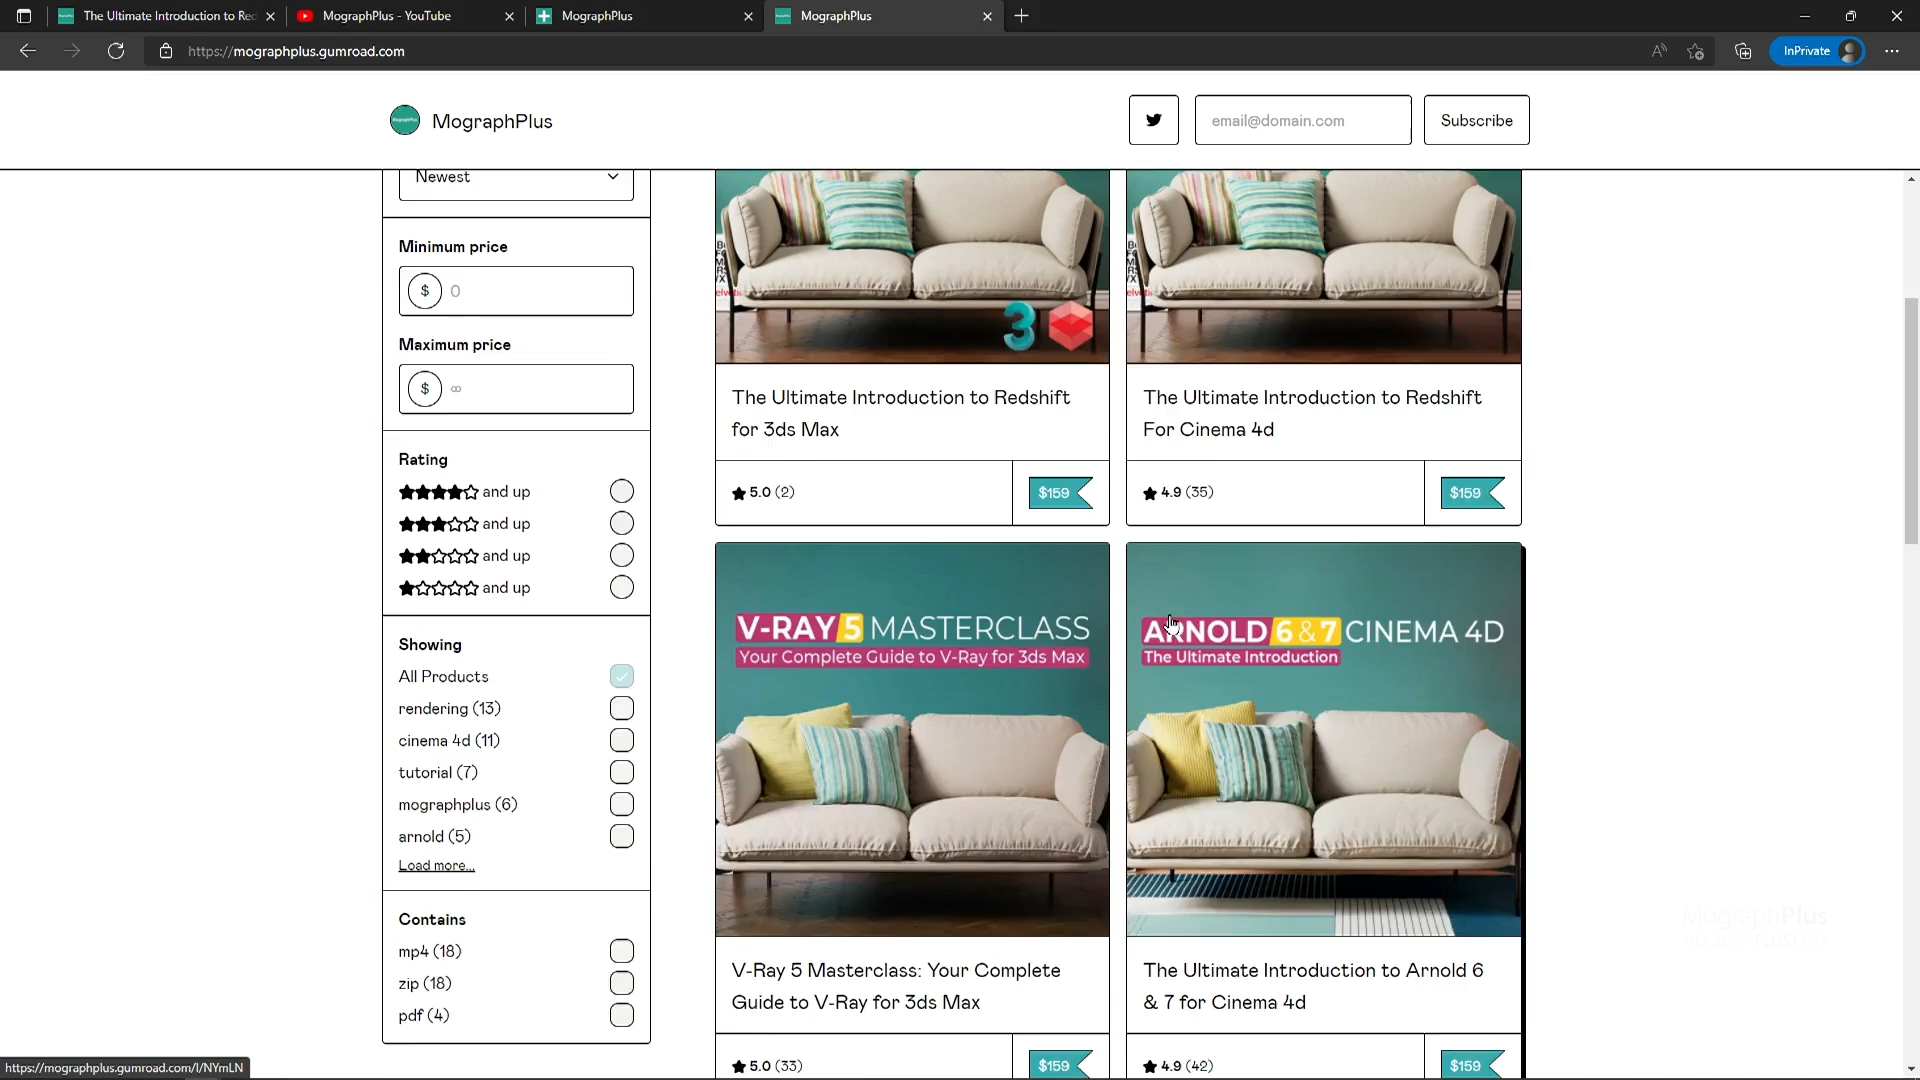 The Ultimate Introduction to Re
MographPlus - YouTube
MographPlus
MographPlus
https://mographplus.gumroad.com
InPrivate
MographPlus
email@domain.com
Subscribe
Newest
Minimum price
$ 0
Maximum price
$ ∞
Rating
★★★★☆ and up
★★★☆☆ and up
★★☆☆☆ and up
★☆☆☆☆ and up
Showing
All Products
rendering (13)
cinema 4d (11)
tutorial (7)
mographplus (6)
arnold (5)
Load more...
Contains
mp4 (18)
zip (18)
pdf (4)
The Ultimate Introduction to Redshift
for 3ds Max
★ 5.0 (2)
$159
The Ultimate Introduction to Redshift
For Cinema 4d
★ 4.9 (35)
$159
V-RAY 5 MASTERCLASS
Your Complete Guide to V-Ray for 3ds Max
V-Ray 5 Masterclass: Your Complete
Guide to V-Ray for 3ds Max
★ 5.0 (33)
$159
ARNOLD 6 & 7 CINEMA 4D
The Ultimate Introduction
The Ultimate Introduction to Arnold 6
& 7 for Cinema 4d
★ 4.9 (42)
$159
MographPlus
https://mographplus.gumroad.com/l/NYmLN